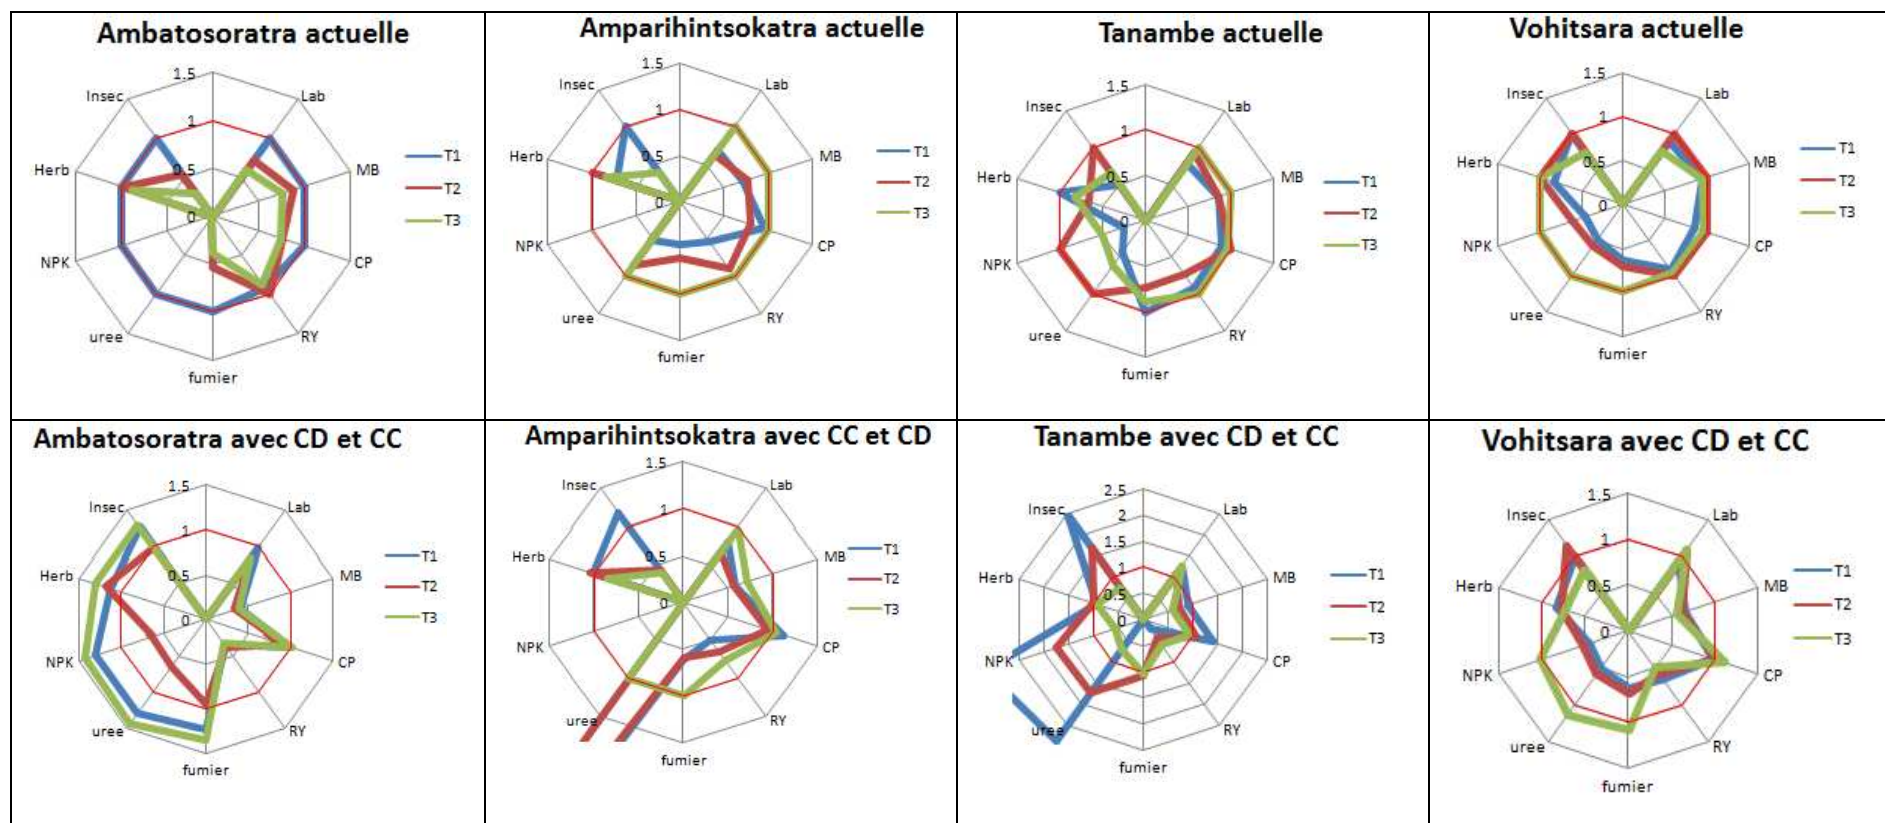 Ambatosoratra actuelle
1.5
Insec
Lab
1
Herb
0.5
MB
T1
T2
0
T3
NPK
CP
uree
RY
fumier
Amparihintsokatra actuelle
1.5
Insec
Lab
1
Herb
0.5
MB
T1
T2
0
T3
NPK
CP
uree
RY
fumier
Tanambe actuelle
1.5
Insec
Lab
1
Herb
0.5
MB
T1
T2
0
T3
NPK
CP
uree
RY
fumier
Vohitsara actuelle
1.5
Insec
Lab
1
Herb
0.5
MB
T1
T2
0
T3
NPK
CP
uree
RY
fumier
Ambatosoratra avec CD et CC
1.5
Insec
Lab
1
Herb
0.5
MB
T1
T2
0
T3
NPK
CP
uree
RY
fumier
Amparihintsokatra avec CC et CD
1.5
Insec
Lab
1
Herb
0.5
MB
T1
T2
0
T3
NPK
CP
uree
RY
fumier
Tanambe avec CD et CC
2.5
Insec
Lab
2
1.5
Herb
1
MB
0.5
T1
T2
0
T3
NPK
CP
uree
RY
fumier
Vohitsara avec CD et CC
1.5
Insec
Lab
1
Herb
0.5
MB
T1
T2
0
T3
NPK
CP
uree
RY
fumier